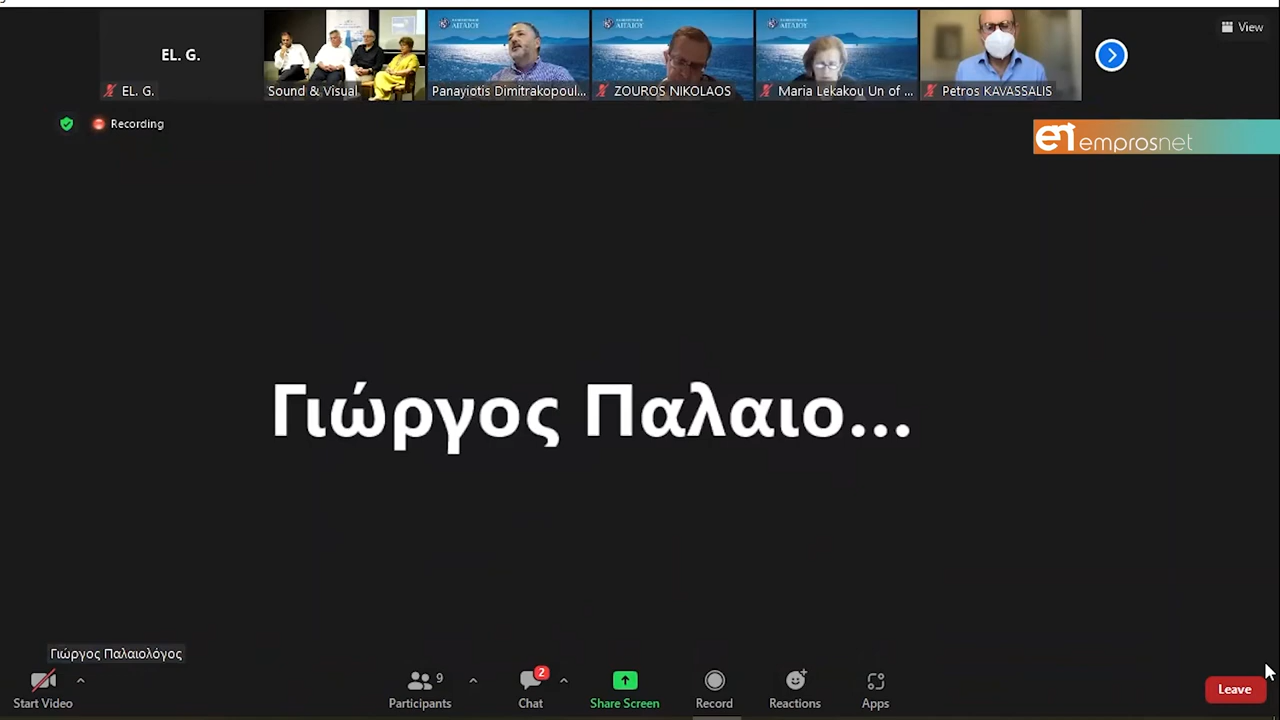 EL. G.
View
EL. G.
Sound & Visual
Panayiotis Dimitrakopoul...
ZOUROS NIKOLAOS
Maria Lekakou Un of ...
Petros KAVASSALIS
Recording
emprosnet
Γιώργος Παλαιο...
Γιώργος Παλαιολόγος
Start Video
9
Participants
2
Chat
Share Screen
Record
Reactions
Apps
Leave